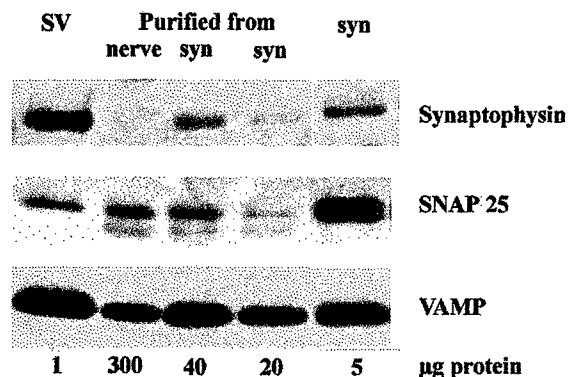 SV Purified from syn
nerve syn syn
Synaptophysin
SNAP 25
VAMP
1 300 40 20 5 µg protein